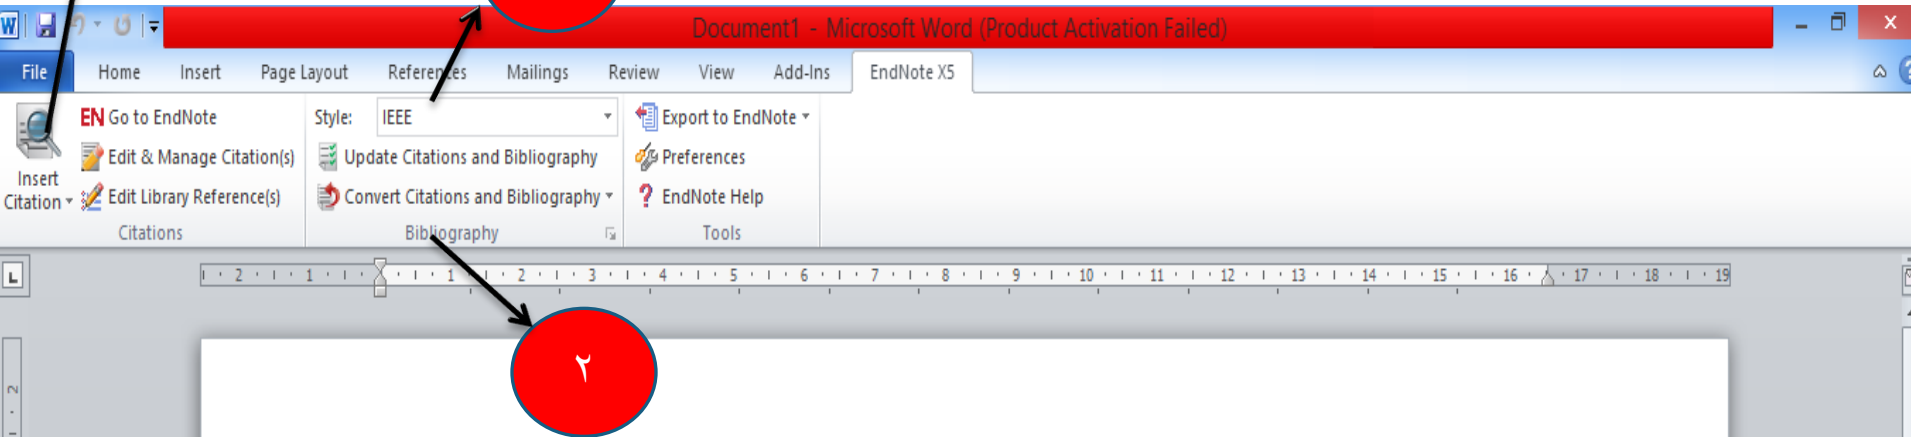 Document1 - Microsoft Word (Product Activation Failed)
File Home Insert Page Layout References Mailings Review View Add-Ins EndNote X5
EN Go to EndNote Style: IEEE Export to EndNote
Edit & Manage Citation(s) Update Citations and Bibliography Preferences
Insert
Citation Edit Library Reference(s) Convert Citations and Bibliography ? EndNote Help
Citations Bibliography Tools
L 2 1 1 2 3 4 5 6 7 8 9 10 11 12 13 14 15 16 17 18 19
٢
2